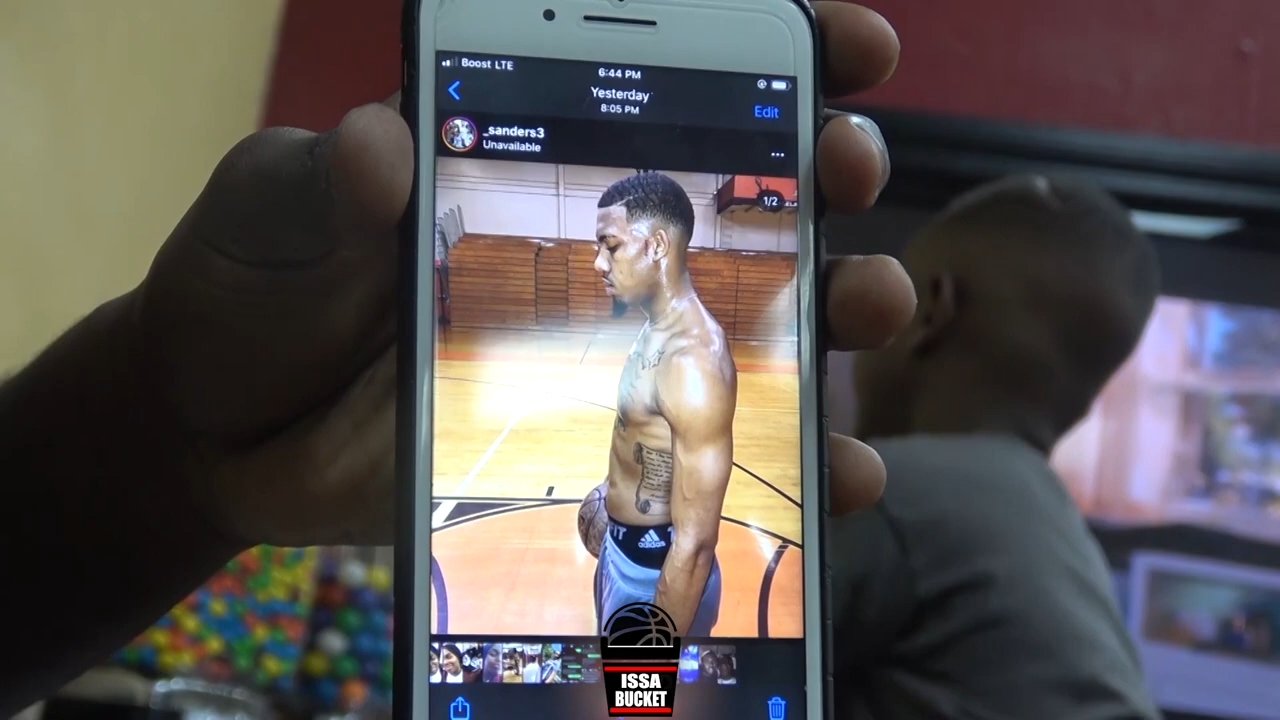 Boost LTE
6:44 PM
Yesterday
8:05 PM
Edit
_sanders3
Unavailable
1/2
adidas
ISSA
BUCKET